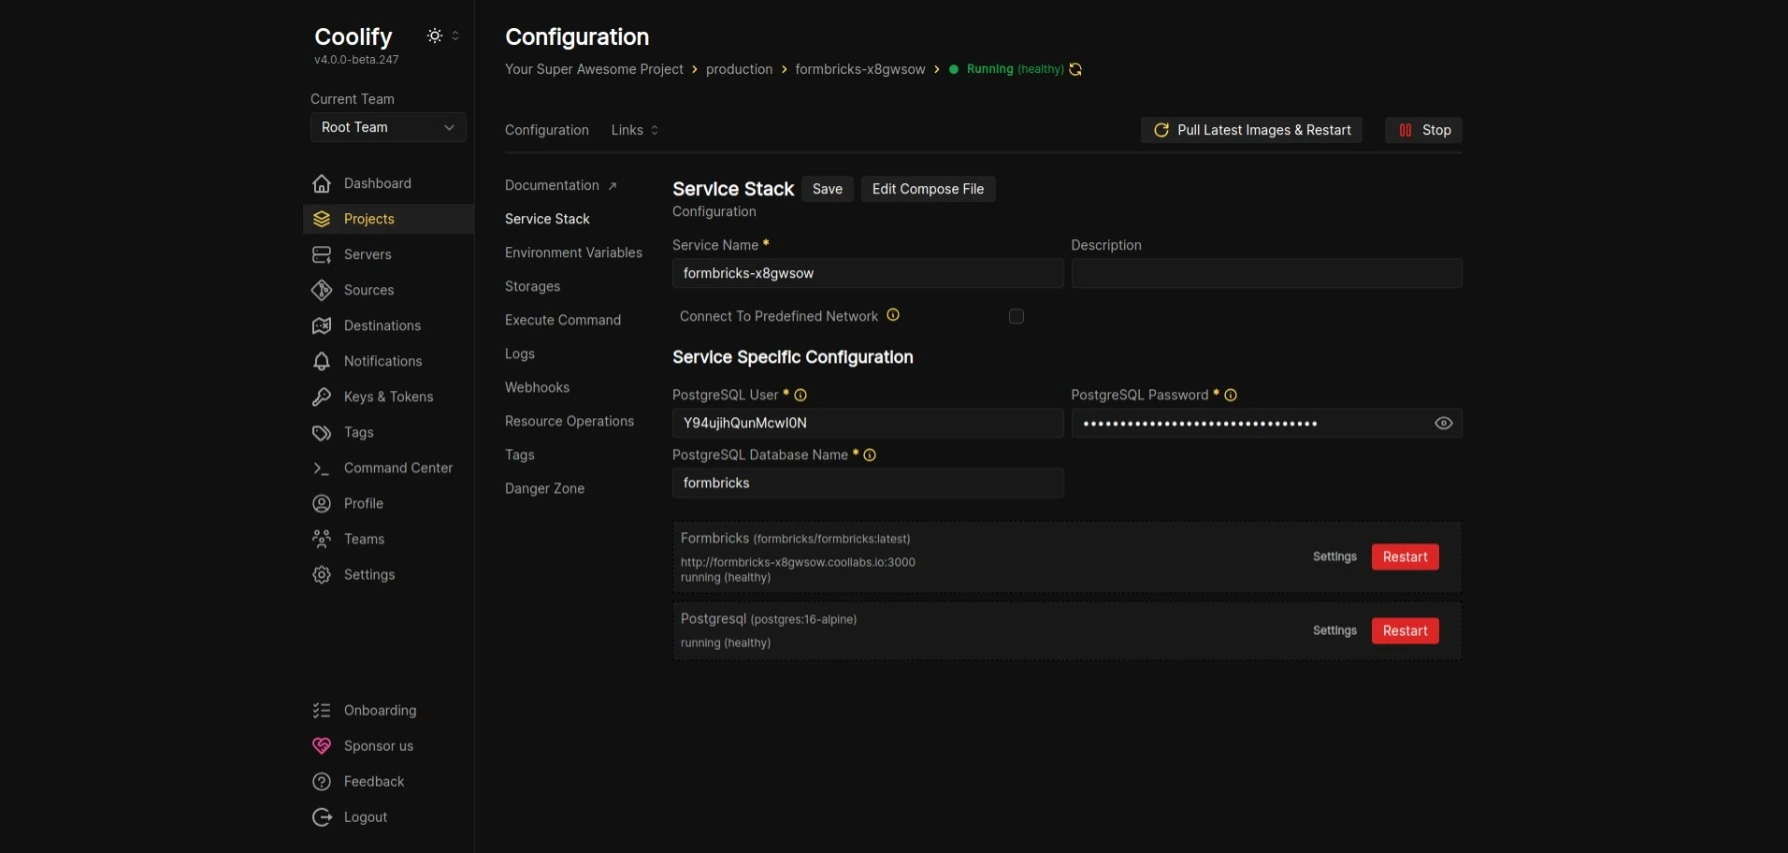 Coolify
v4.0.0-beta.247
Current Team
Root Team
Dashboard
Projects
Servers
Sources
Destinations
Notifications
Keys & Tokens
Tags
Command Center
Profile
Teams
Settings
Onboarding
Sponsor us
Feedback
Logout
Configuration
Your Super Awesome Project > production > formbricks-x8gwsow > Running (healthy)
Configuration Links
Pull Latest Images & Restart Stop
Documentation
Service Stack
Environment Variables
Storages
Execute Command
Logs
Webhooks
Resource Operations
Tags
Danger Zone
Service Stack Save Edit Compose File
Configuration
Service Name * Description
formbricks-x8gwsow
Connect To Predefined Network
Service Specific Configuration
PostgreSQL User * PostgreSQL Password *
Y94ujihQunMcwI0N ••••••••••••••••••••••••••••••••
PostgreSQL Database Name *
formbricks
Formbricks (formbricks/formbricks:latest)
http://formbricks-x8gwsow.coollabs.io:3000
running (healthy)
Settings Restart
Postgresql (postgres:16-alpine)
running (healthy)
Settings Restart